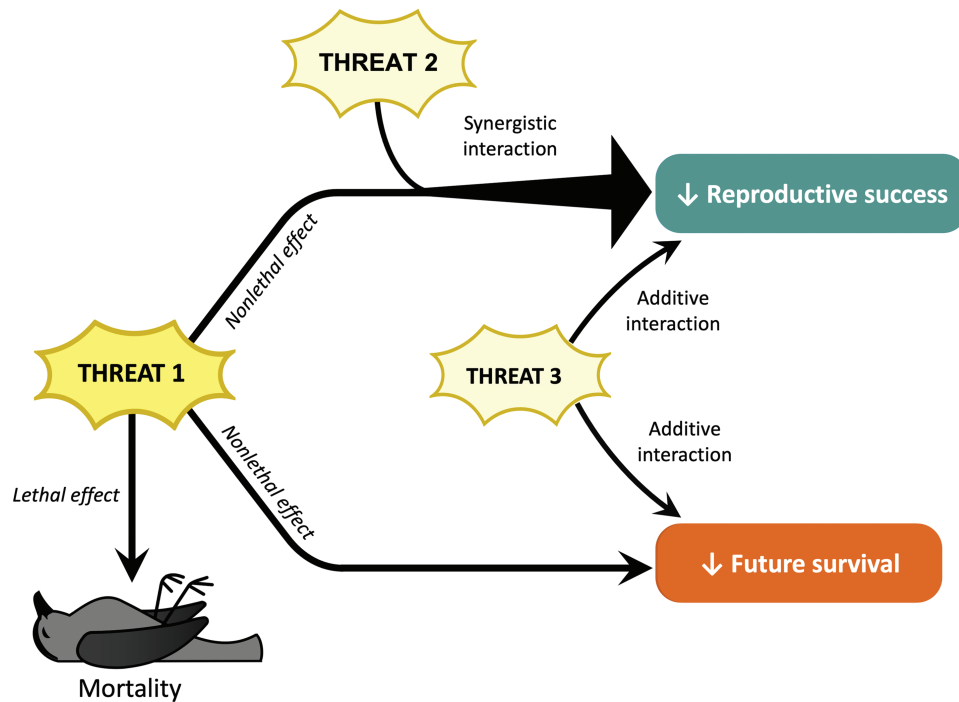 THREAT 2
Synergistic
interaction
↓ Reproductive success
Nonlethal effect
Additive
interaction
THREAT 1
THREAT 3
Nonlethal effect
Additive
interaction
Lethal effect
↓ Future survival
Mortality